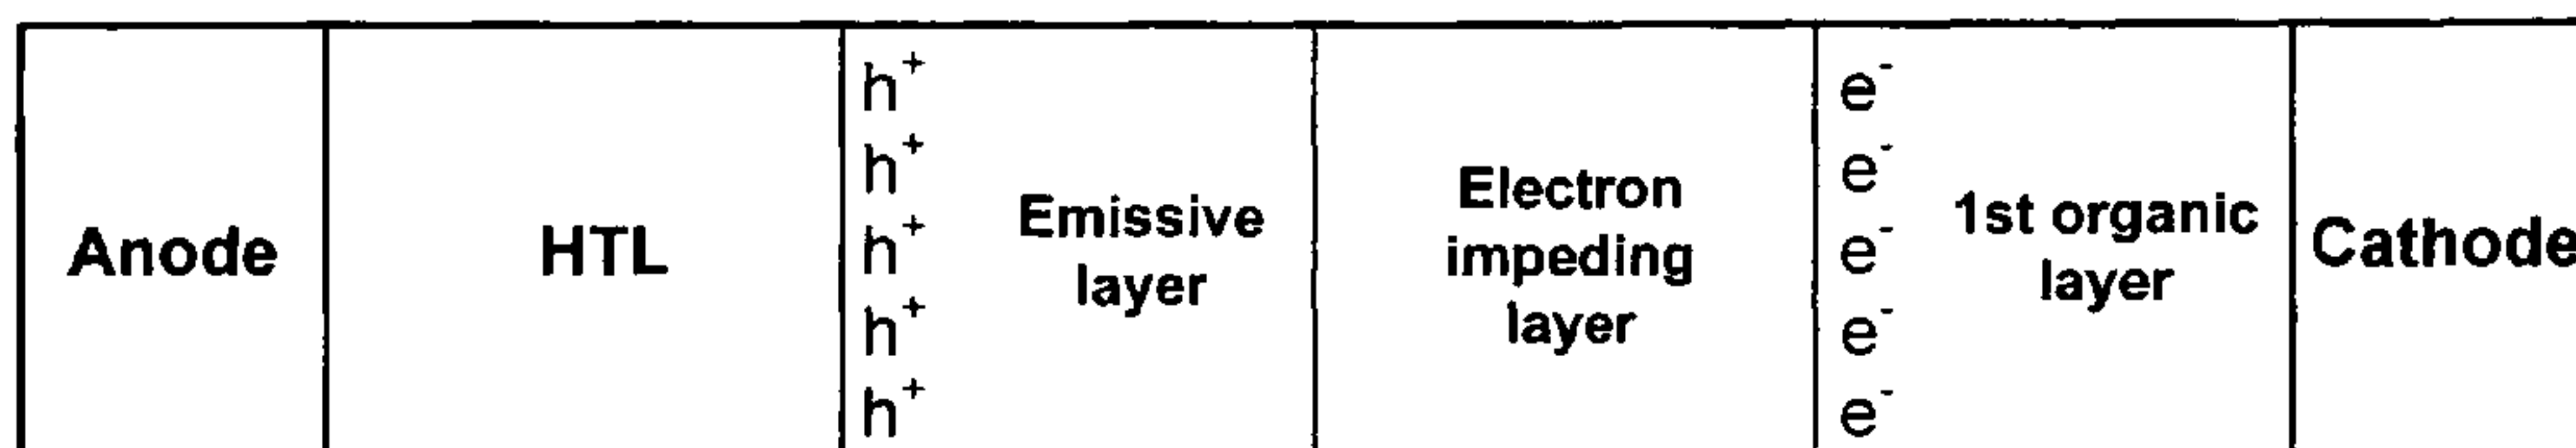 Anode
HTL
h⁺
h⁺
h⁺
h⁺
h⁺
Emissive
layer
Electron
impeding
layer
e⁻
e⁻
e⁻
e⁻
e⁻
1st organic
layer
Cathode